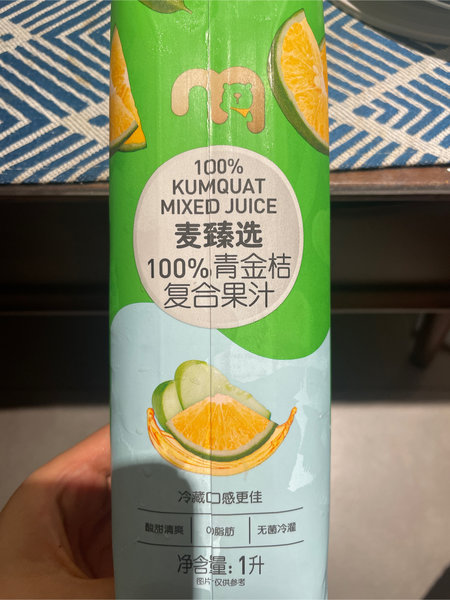 100%
KUMQUAT
MIXED JUICE
麦臻选
100%青金桔
复合果汁
冷藏口感更佳
酸甜清爽 0脂肪 无菌冷灌
净含量: 1升
图片·仅供参考